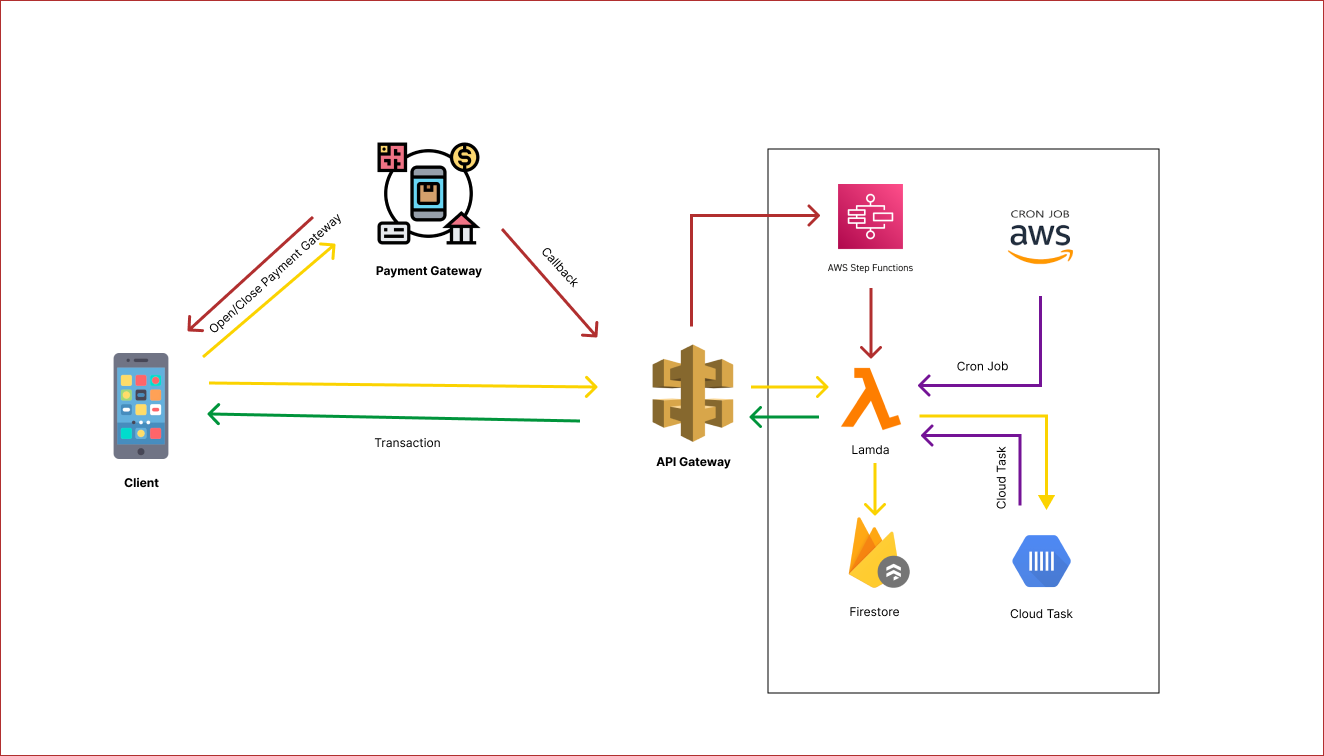 Open/Close Payment Gateway
Payment Gateway
Callback
AWS Step Functions
CRON JOB
aws
Cron Job
Client
Transaction
API Gateway
Lamda
Cloud Task
Firestore
Cloud Task